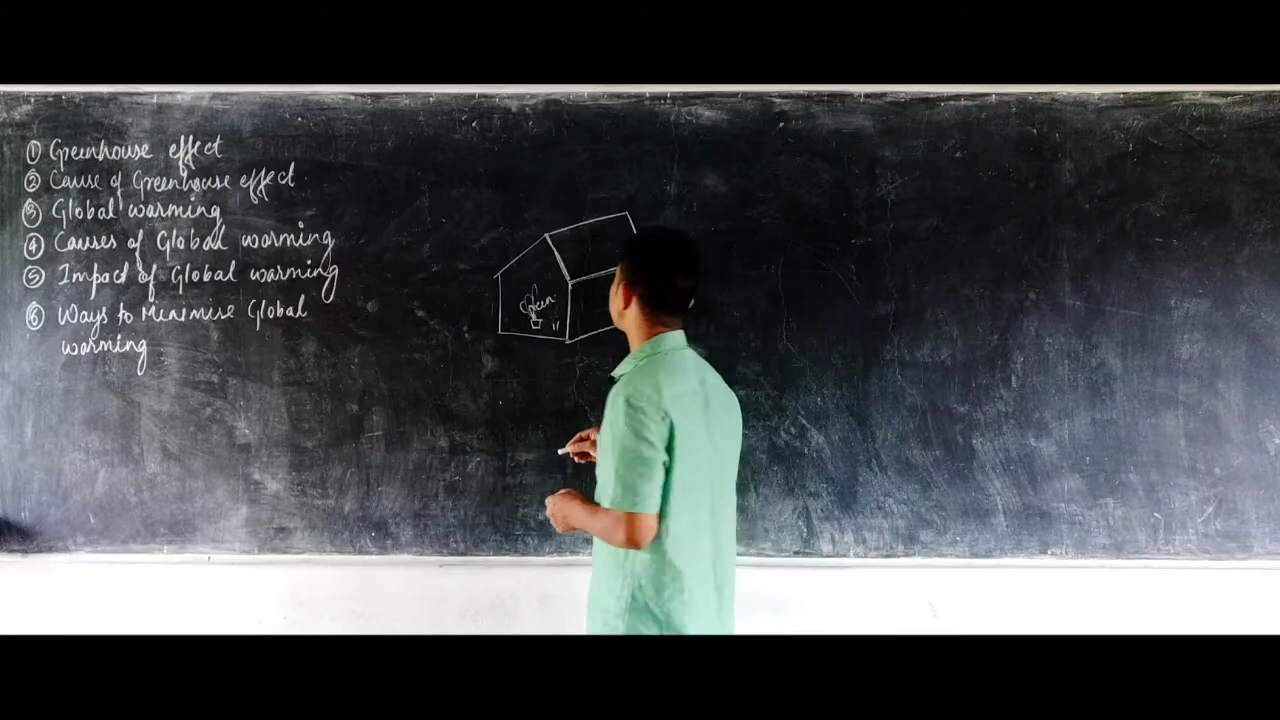 ① Greenhouse effect
② Cause of Greenhouse effect
③ Global warming
④ Causes of Global warming
⑤ Impact of Global warming
⑥ Ways to Minimise Global
warming